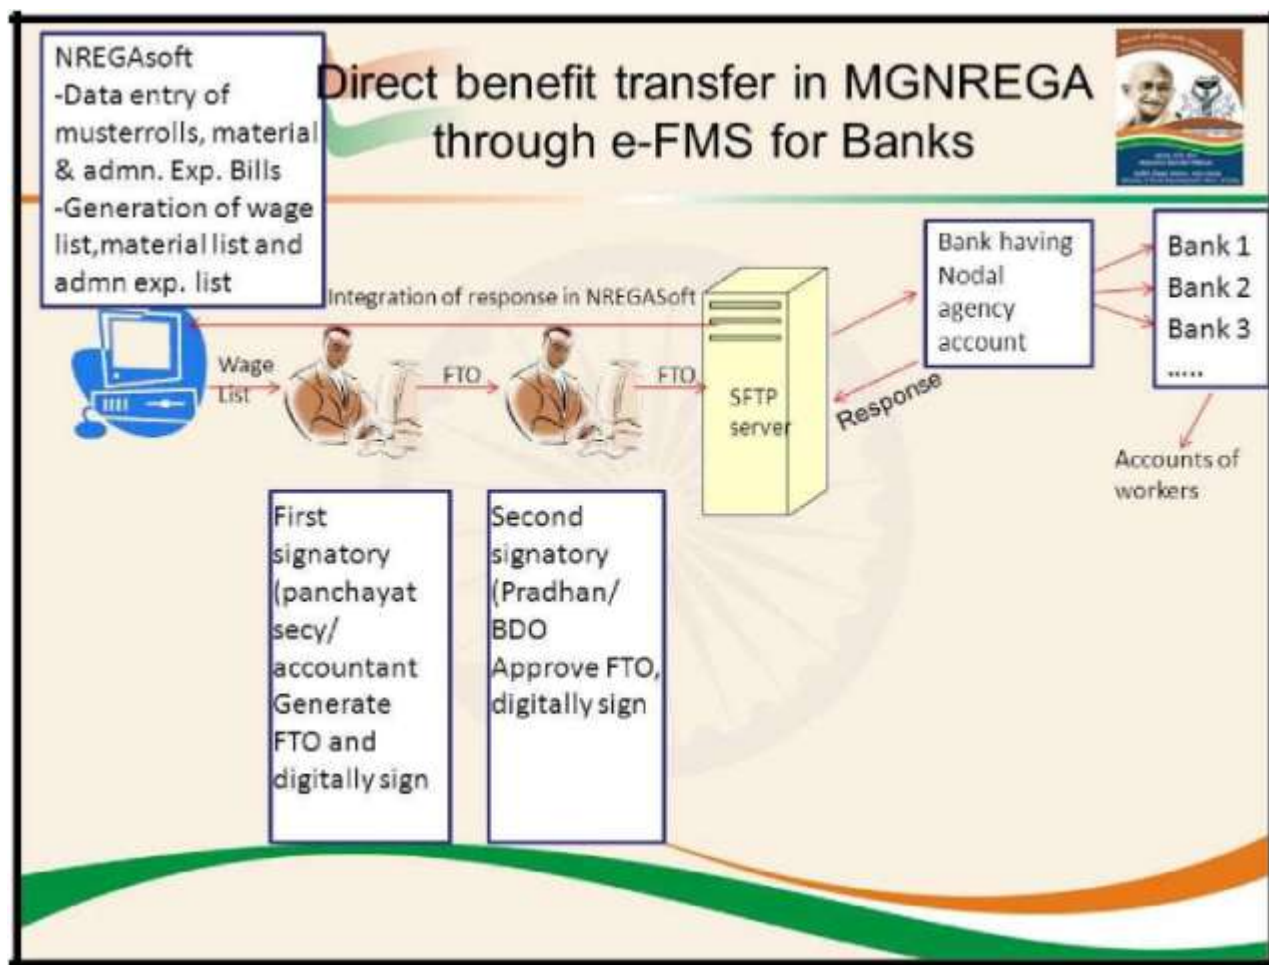 NREGAsoft
-Data entry of
musterrolls, material
& admn. Exp. Bills
-Generation of wage
list,material list and
admn exp. list
Direct benefit transfer in MGNREGA
through e-FMS for Banks
Integration of response in NREGASoft
Wage
List
FTO
FTO
SFTP
server
Response
Bank having
Nodal
agency
account
Bank 1
Bank 2
Bank 3
.....
Accounts of
workers
First
signatory
(panchayat
secy/
accountant
Generate
FTO and
digitally sign
Second
signatory
(Pradhan/
BDO
Approve FTO,
digitally sign